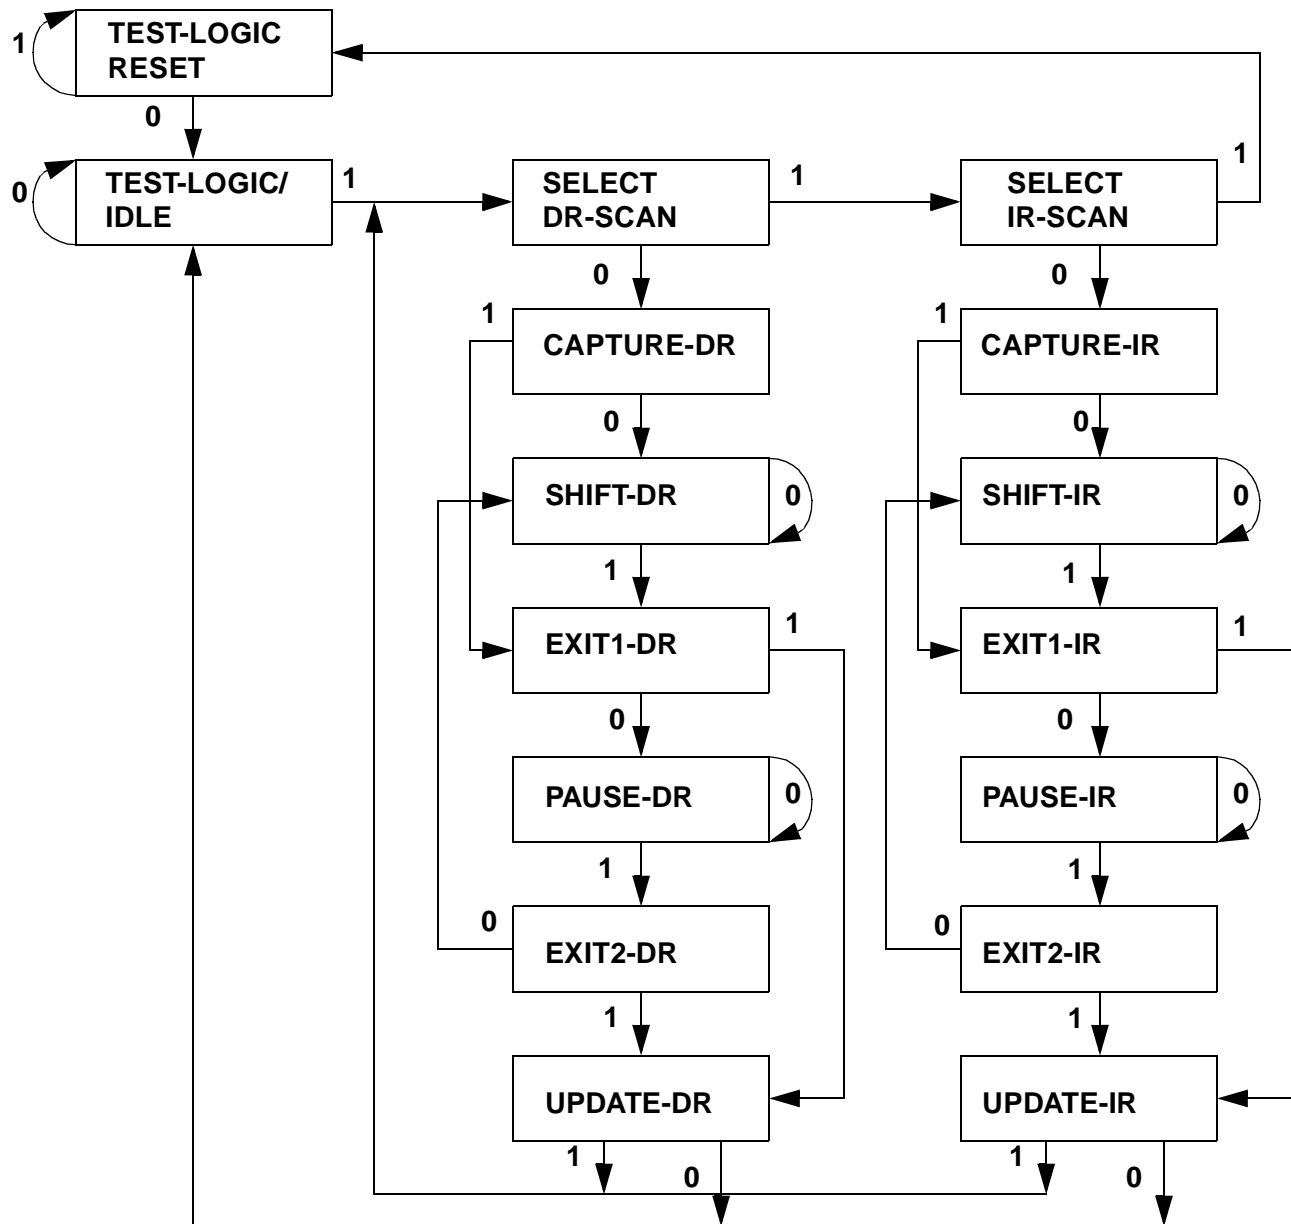 1
TEST-LOGIC
RESET
0
0
TEST-LOGIC/
IDLE
1
SELECT
DR-SCAN
1
SELECT
IR-SCAN
1
0
0
1
CAPTURE-DR
1
CAPTURE-IR
0
0
SHIFT-DR
0
SHIFT-IR
0
1
1
EXIT1-DR
1
EXIT1-IR
1
0
0
PAUSE-DR
0
PAUSE-IR
0
1
1
0
EXIT2-DR
0
EXIT2-IR
1
1
UPDATE-DR
UPDATE-IR
1
0
1
0